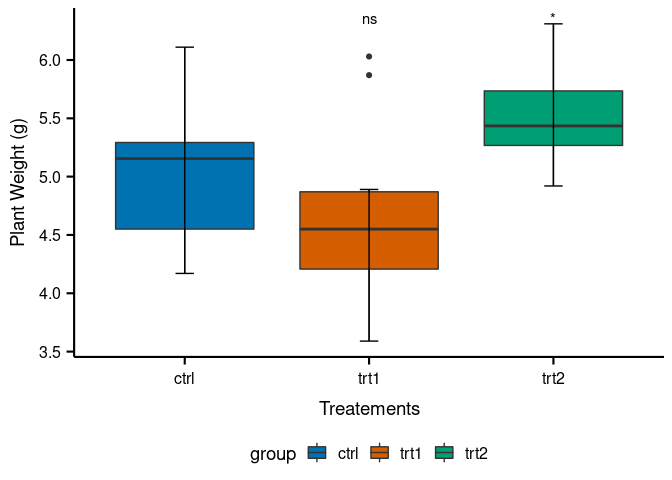 ns
*
6.0
5.5
5.0
4.5
4.0
3.5
Plant Weight (g)
ctrl trt1 trt2
Treatements
group ctrl trt1 trt2